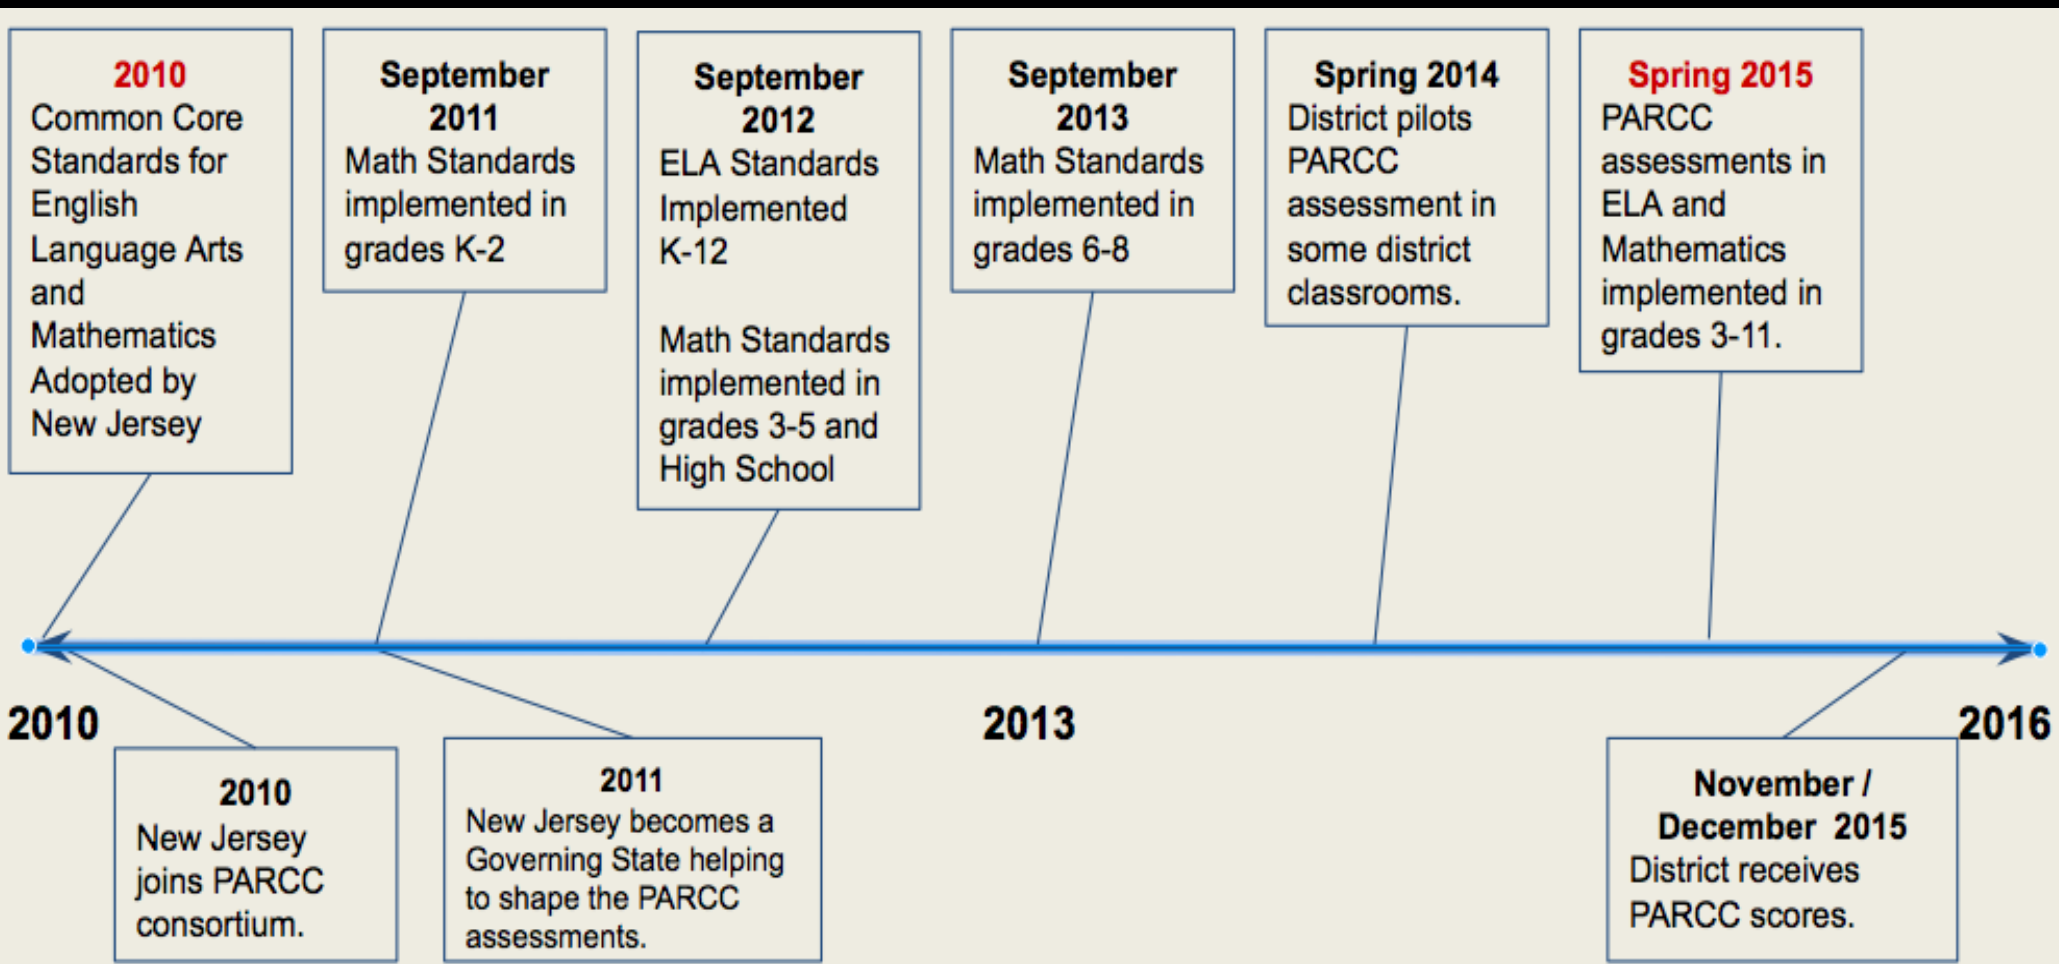 2010
Common Core
Standards for
English
Language Arts
and
Mathematics
Adopted by
New Jersey
September
2011
Math Standards
implemented in
grades K-2
September
2012
ELA Standards
Implemented
K-12
Math Standards
implemented in
grades 3-5 and
High School
September
2013
Math Standards
implemented in
grades 6-8
Spring 2014
District pilots
PARCC
assessment in
some district
classrooms.
Spring 2015
PARCC
assessments in
ELA and
Mathematics
implemented in
grades 3-11.
2010
2013
2016
2010
New Jersey
joins PARCC
consortium.
2011
New Jersey becomes a
Governing State helping
to shape the PARCC
assessments.
November /
December 2015
District receives
PARCC scores.